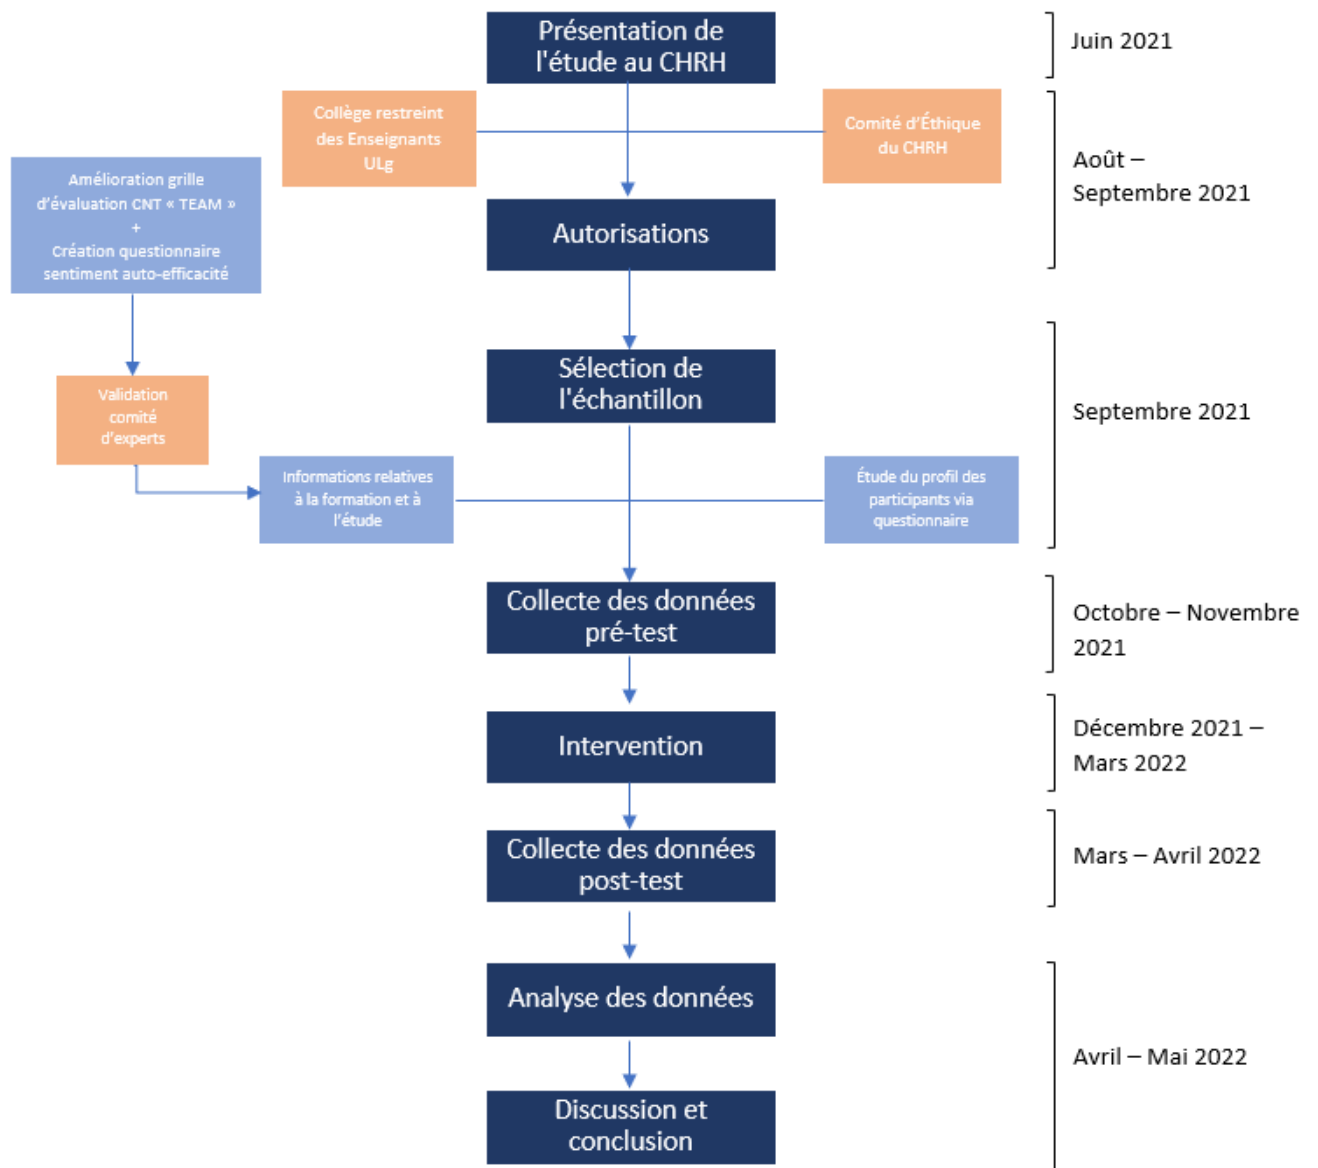 Présentation de
l'étude au CHRH
Juin 2021
Collège restreint
des Enseignants
ULg
Comité d’Éthique
du CHRH
Août –
Septembre 2021
Amélioration grille
d’évaluation CNT « TEAM »
+
Création questionnaire
sentiment auto-efficacité
Autorisations
Sélection de
l'échantillon
Septembre 2021
Validation
comité
d’experts
Informations relatives
à la formation et à
l’étude
Étude du profil des
participants via
questionnaire
Collecte des données
pré-test
Octobre – Novembre
2021
Intervention
Décembre 2021 –
Mars 2022
Collecte des données
post-test
Mars – Avril 2022
Analyse des données
Avril – Mai 2022
Discussion et
conclusion